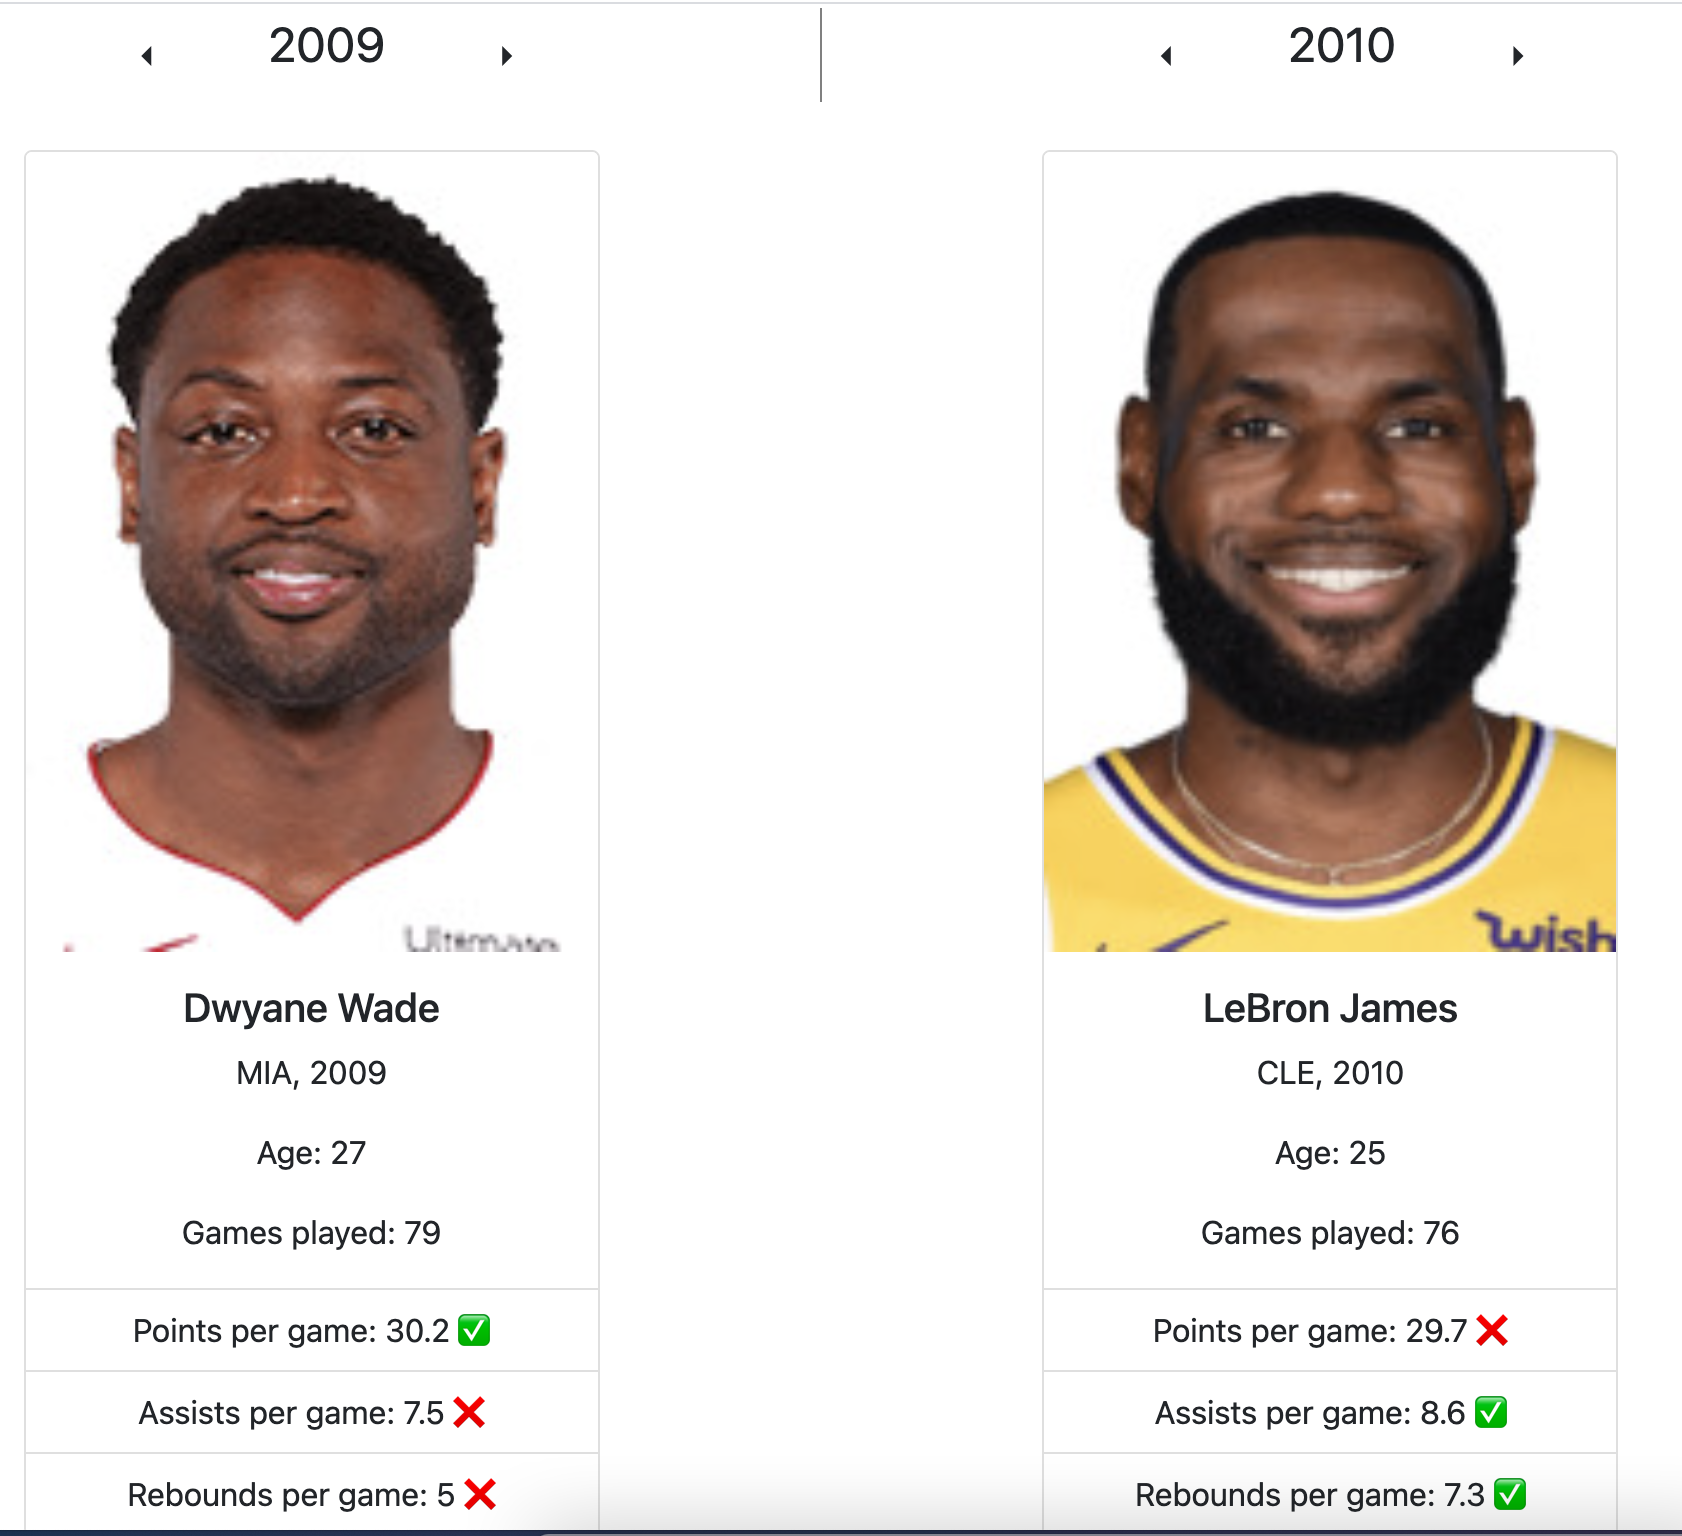 2009
2010
Ultimate
wish
Dwyane Wade
MIA, 2009
Age: 27
Games played: 79
Points per game: 30.2 ✅
Assists per game: 7.5 ❌
Rebounds per game: 5 ❌
LeBron James
CLE, 2010
Age: 25
Games played: 76
Points per game: 29.7 ❌
Assists per game: 8.6 ✅
Rebounds per game: 7.3 ✅